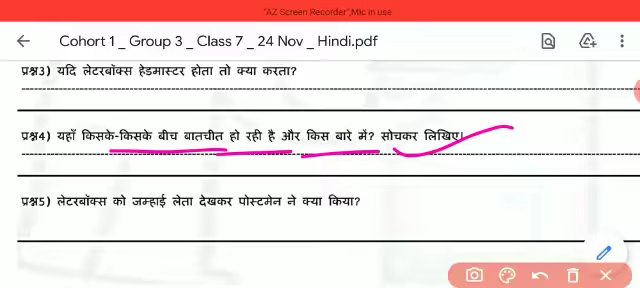 "AZ Screen Recorder",Mic in use
Cohort 1 _ Group 3 _ Class 7 _ 24 Nov _ Hindi.pdf
प्रश्न3) यदि लेटरबॉक्स हेडमास्टर होता तो क्या करता?
प्रश्न4) यहाँ किसके-किसके बीच बातचीत हो रही है और किस बारे में? सोचकर लिखिए।
प्रश्न5) लेटरबॉक्स को जम्हाई लेता देखकर पोस्टमेन ने क्या किया?